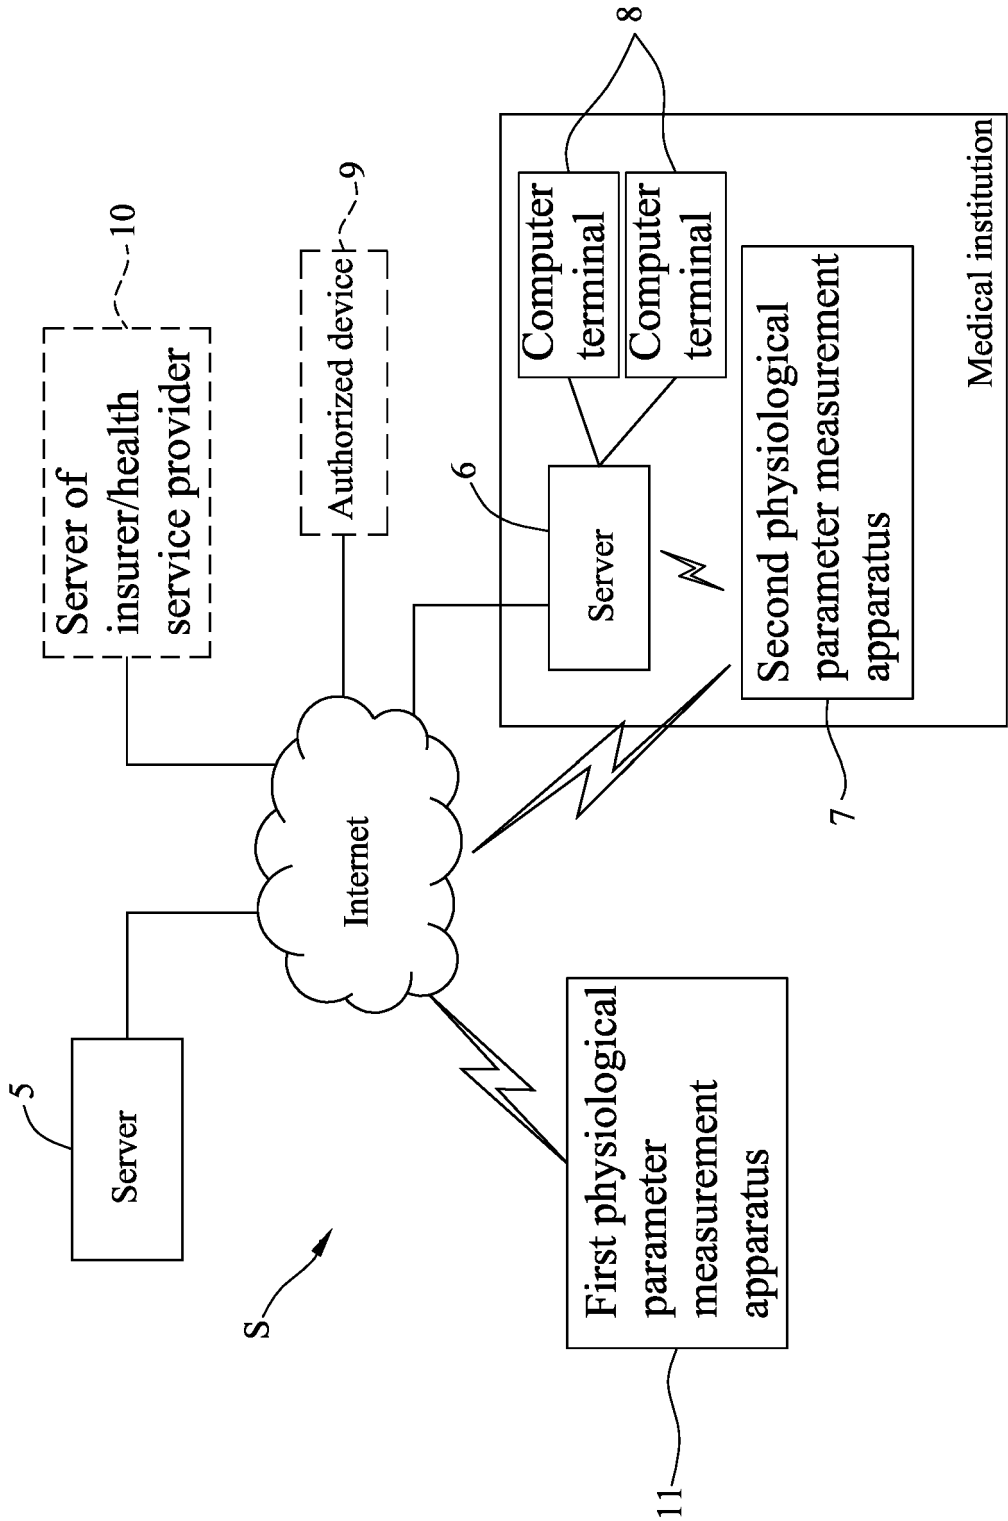 S
5
Server
10
Server of
insurer/health
service provider
9
Authorized device
Internet
11
First physiological
parameter
measurement
apparatus
6
Server
8
Computer
terminal
Computer
terminal
7
Second physiological
parameter measurement
apparatus
Medical institution